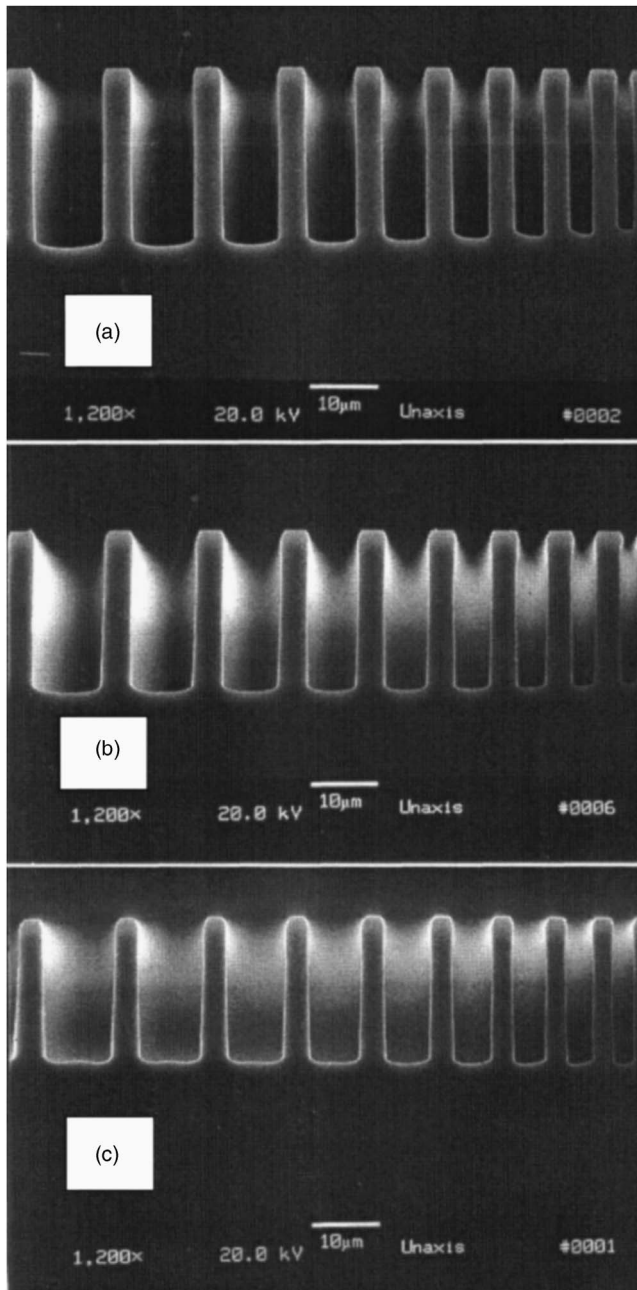 (a)
1,200× 20.0 kV 10μm Unaxis #0002
(b)
1,200× 20.0 kV 10μm Unaxis #0006
(c)
1,200× 20.0 kV 10μm Unaxis #0001